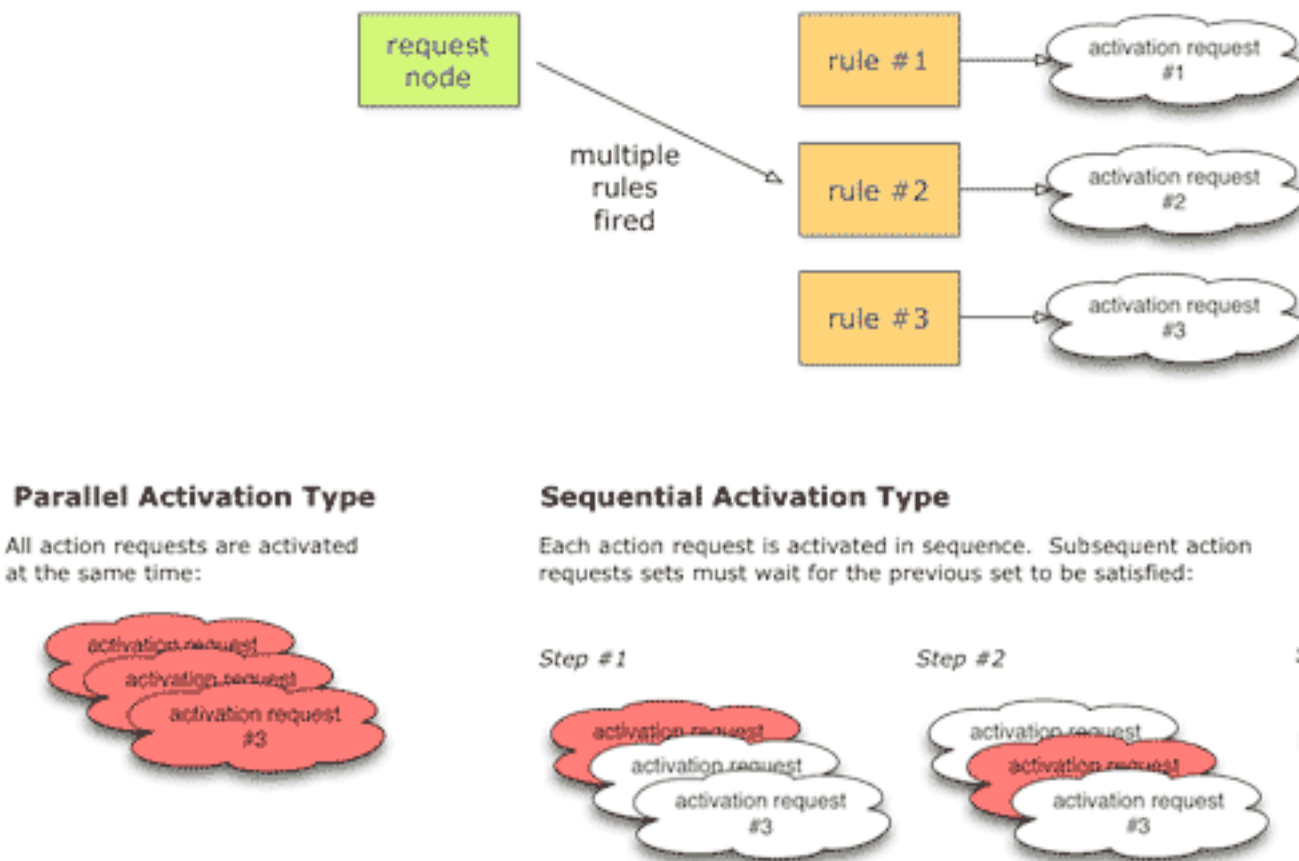 request
node
multiple
rules
fired
rule #1
activation request
#1
rule #2
activation request
#2
rule #3
activation request
#3
Parallel Activation Type
All action requests are activated
at the same time:
activation request
activation request
activation request
#3
Sequential Activation Type
Each action request is activated in sequence. Subsequent action
requests sets must wait for the previous set to be satisfied:
Step #1
activation request
activation request
activation request
#3
Step #2
activation request
activation request
activation request
#3